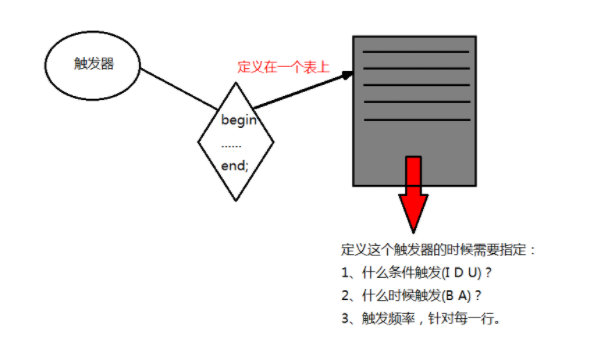 触发器
定义在一个表上
begin
......
end;
定义这个触发器的时候需要指定：
1、什么条件触发(I D U)？
2、什么时候触发(B A)？
3、触发频率，针对每一行。